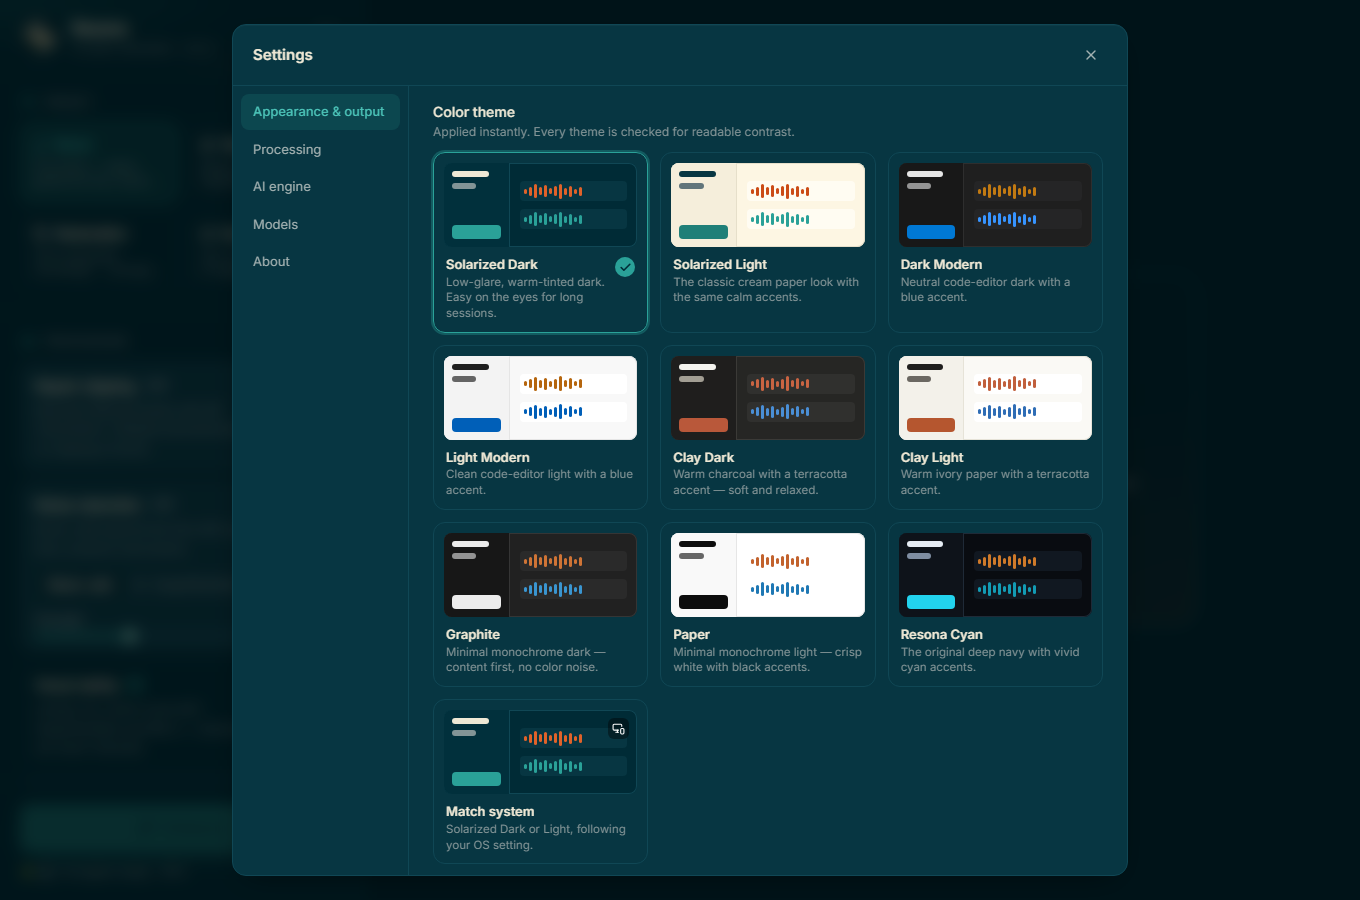 Settings
Appearance & output
Processing
AI engine
Models
About
Color theme
Applied instantly. Every theme is checked for readable contrast.
Solarized Dark
Low-glare, warm-tinted dark.
Easy on the eyes for long
sessions.
Solarized Light
The classic cream paper look with
the same calm accents.
Dark Modern
Neutral code-editor dark with a
blue accent.
Light Modern
Clean code-editor light with a blue
accent.
Clay Dark
Warm charcoal with a terracotta
accent — soft and relaxed.
Clay Light
Warm ivory paper with a terracotta
accent.
Graphite
Minimal monochrome dark —
content first, no color noise.
Paper
Minimal monochrome light — crisp
white with black accents.
Resona Cyan
The original deep navy with vivid
cyan accents.
Match system
Solarized Dark or Light, following
your OS setting.